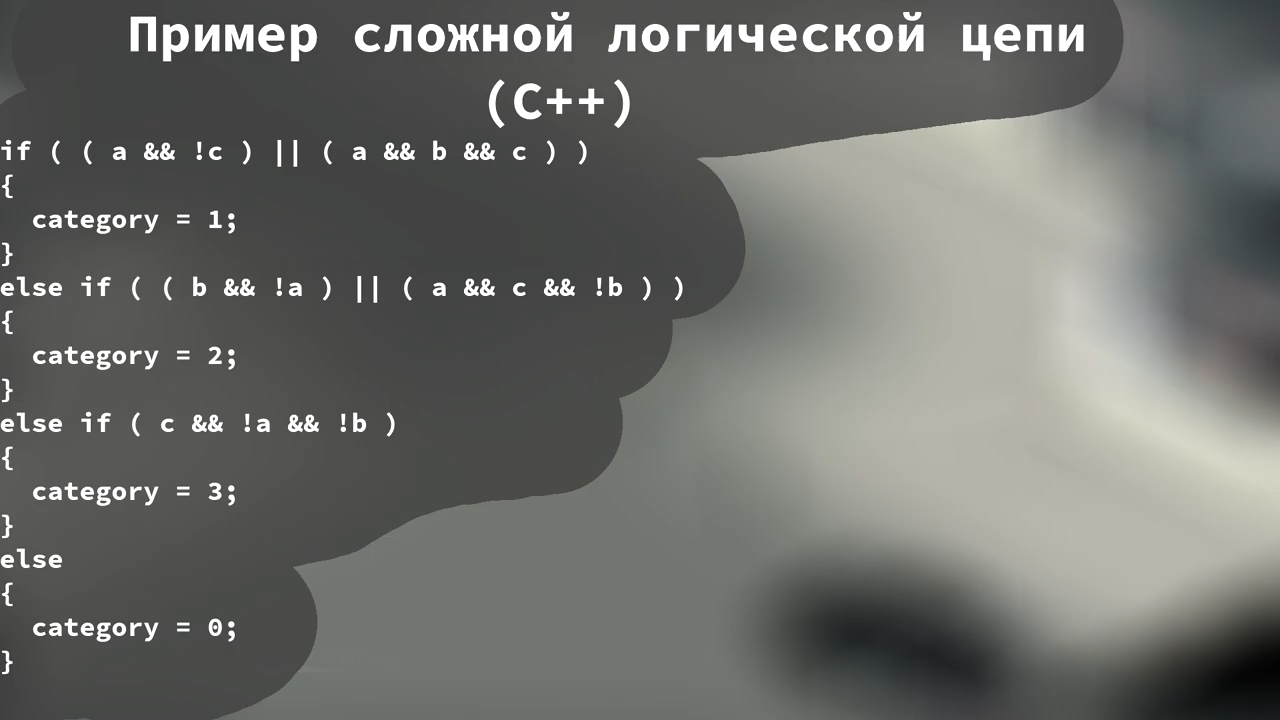 Пример сложной логической цепи
(C++)
if ( ( a && !c ) || ( a && b && c ) )
{
  category = 1;
}
else if ( ( b && !a ) || ( a && c && !b ) )
{
  category = 2;
}
else if ( c && !a && !b )
{
  category = 3;
}
else
{
  category = 0;
}